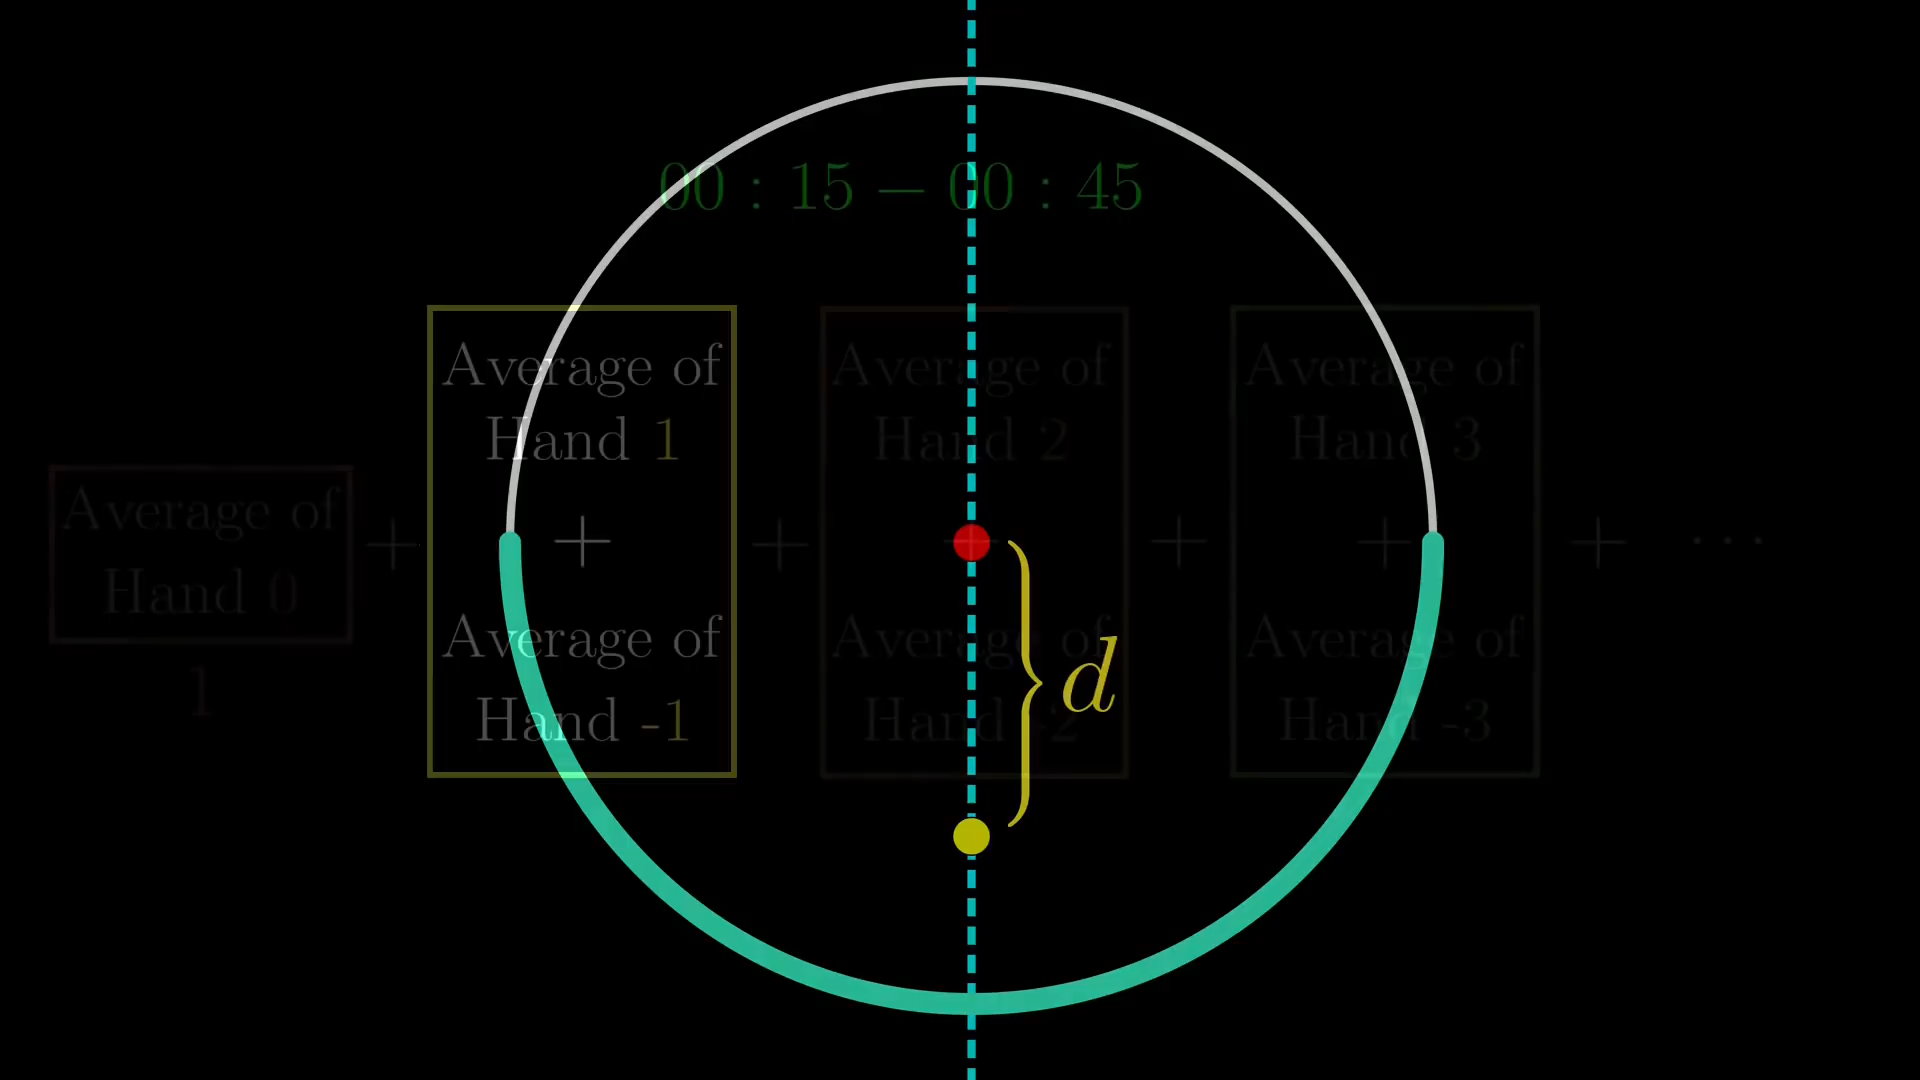 00 : 15 − 00 : 45
Average of
Hand 0
1
+
Average of
Hand 1
+
Average of
Hand -1
+
Average of
Hand 2
+
Average of
Hand -2
+
Average of
Hand 3
+
Average of
Hand -3
+
...
d